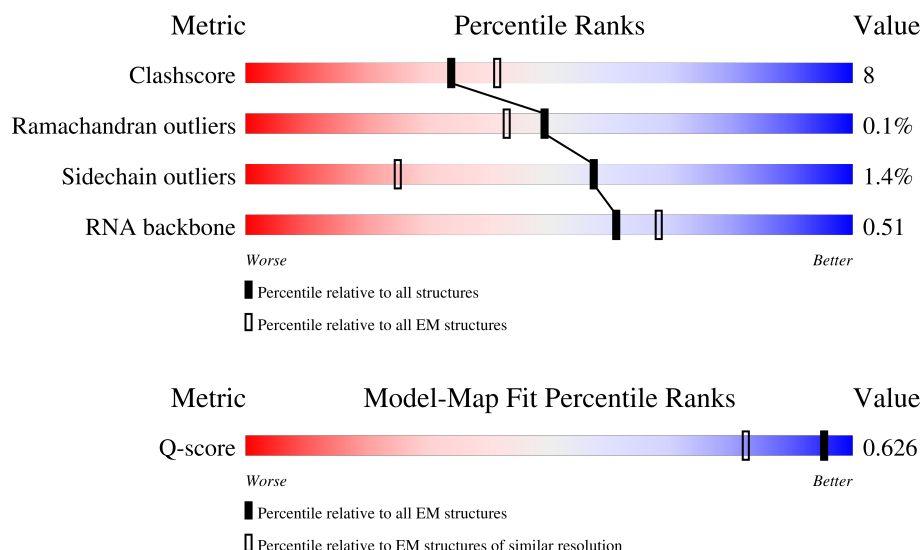 Metric Percentile Ranks Value
Clashscore 8
Ramachandran outliers 0.1%
Sidechain outliers 1.4%
RNA backbone 0.51
Worse Better
Percentile relative to all structures
Percentile relative to all EM structures
Metric Model-Map Fit Percentile Ranks Value
Q-score 0.626
Worse Better
Percentile relative to all EM structures
Percentile relative to EM structures of similar resolution